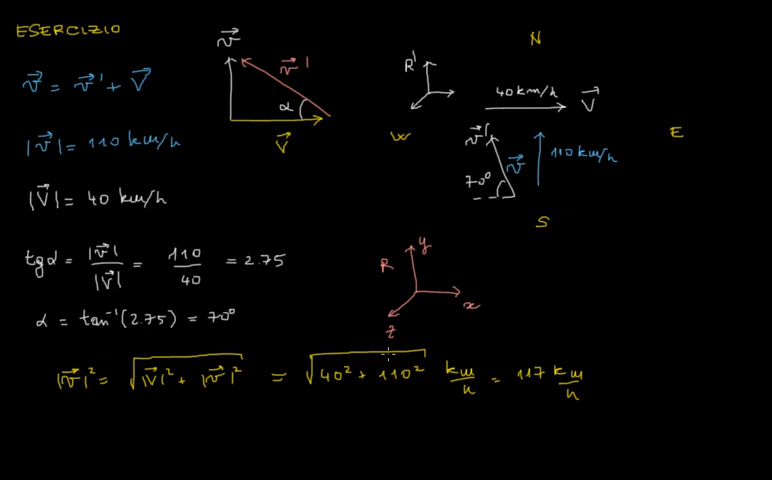 ESERCIZIO
v⃗ = v⃗' + V⃗
|v⃗| = 110 km/h
|V⃗| = 40 km/h
tgα = |v⃗| / |V⃗| = 110 / 40 = 2.75
α = tan⁻¹(2.75) = 70°
|v⃗|² = √(|V⃗|² + |v⃗|²) = √(40² + 110²) km/h = 117 km/h
v⃗
v⃗'
α
V⃗
N
R'
40 km/h
V⃗
W
E
v⃗'
v⃗
110 km/h
70°
S
R
y
x
z